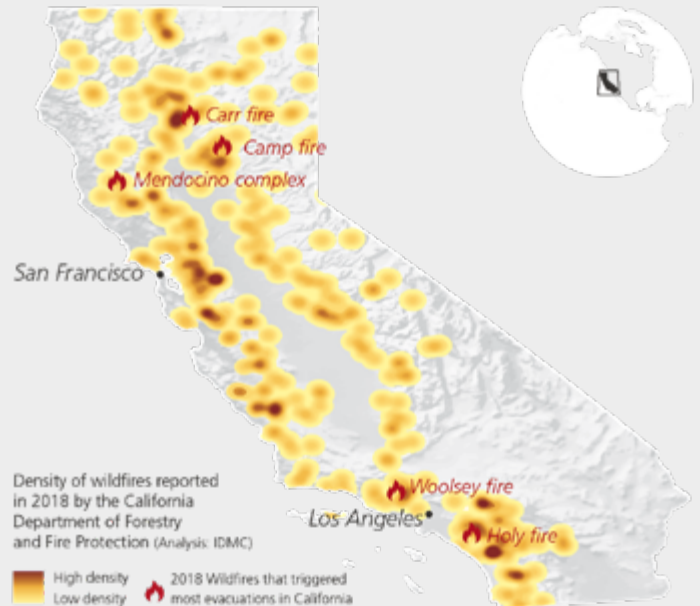 Carr fire
Camp fire
Mendocino complex
San Francisco
Woolsey fire
Los Angeles
Holy fire
Density of wildfires reported
in 2018 by the California
Department of Forestry
and Fire Protection (Analysis: IDMC)
High density
Low density
2018 Wildfires that triggered
most evacuations in California